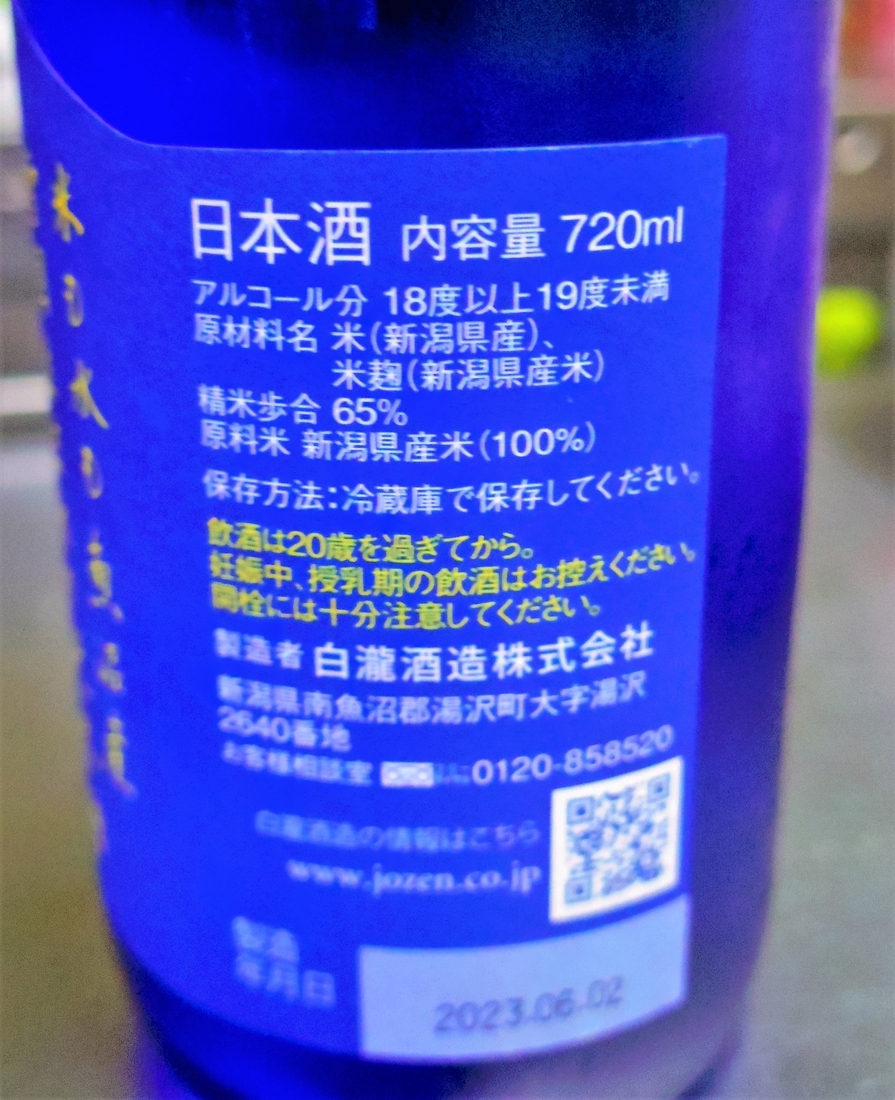 日本酒 内容量 720ml
アルコール分 18度以上19度未満
原材料名 米(新潟県産)、
米麹(新潟県産米)
精米歩合 65%
原料米 新潟県産米(100%)
保存方法:冷蔵庫で保存してください。
飲酒は20歳を過ぎてから。
妊娠中、授乳期の飲酒はお控えください。
開栓には十分注意してください。
製造者 白瀧酒造株式会社
新潟県南魚沼郡湯沢町大字湯沢
2640番地
お客様相談室 0120-858520
白瀧酒造の情報はこちら
www.jozen.co.jp
製造
年月日
2023.06.02
米も水も魚沼産